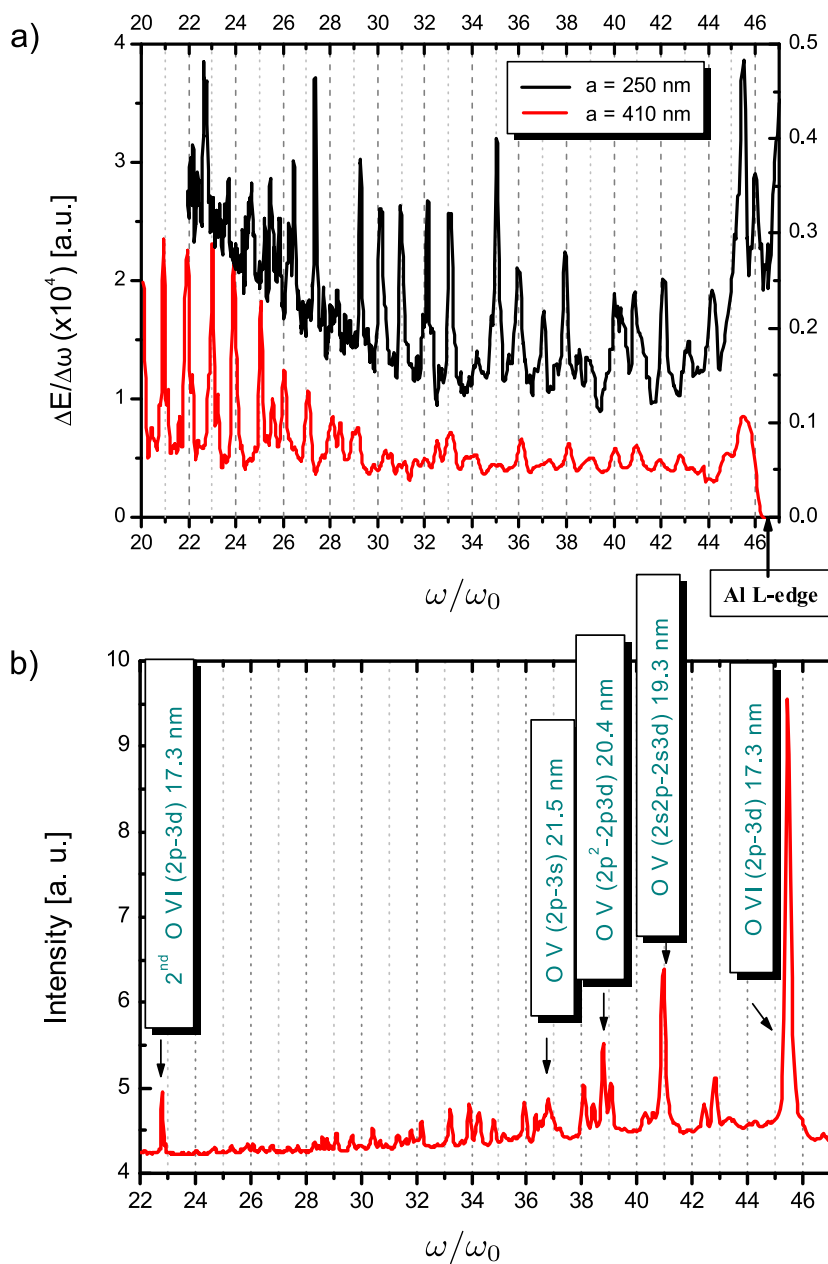 a)
20 22 24 26 28 30 32 34 36 38 40 42 44 46
4
3
2
1
0
ΔE/Δω (x10⁴) [a.u.]
a = 250 nm
a = 410 nm
0.5
0.4
0.3
0.2
0.1
0.0
20 22 24 26 28 30 32 34 36 38 40 42 44 46
ω/ω₀
Al L-edge
b)
10
9
8
7
6
5
4
Intensity [a. u.]
2nd O VI (2p-3d) 17.3 nm
O V (2p-3s) 21.5 nm
O V (2p²-2p3d) 20.4 nm
O V (2s2p-2s3d) 19.3 nm
O VI (2p-3d) 17.3 nm
22 24 26 28 30 32 34 36 38 40 42 44 46
ω/ω₀